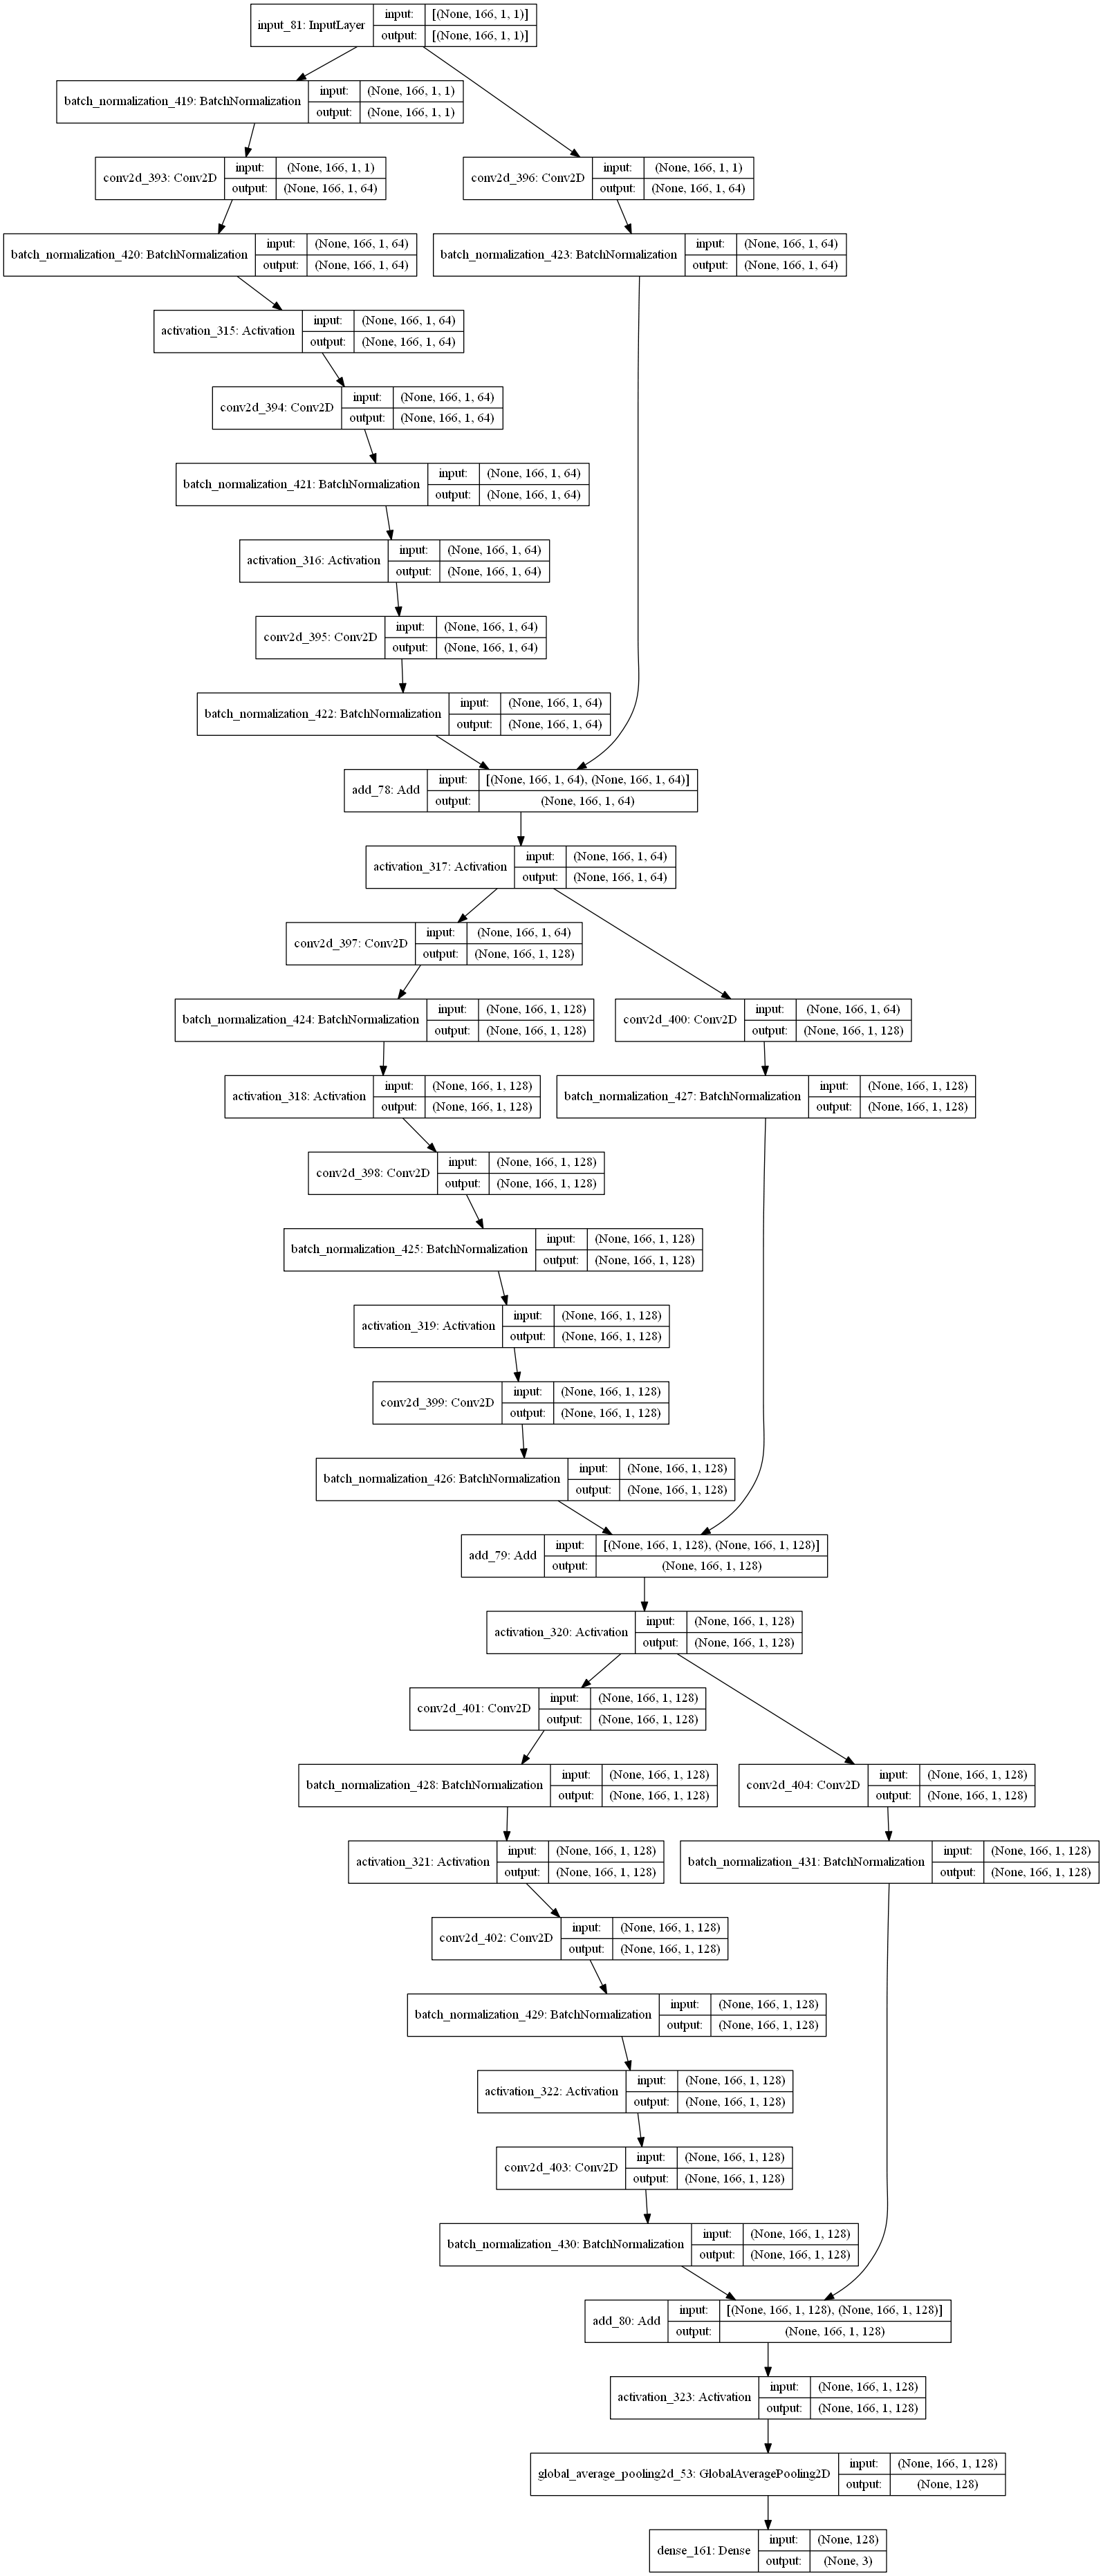 input_81: InputLayer
input: [(None, 166, 1, 1)]
output: [(None, 166, 1, 1)]
batch_normalization_419: BatchNormalization
input: (None, 166, 1, 1)
output: (None, 166, 1, 1)
conv2d_393: Conv2D
input: (None, 166, 1, 1)
output: (None, 166, 1, 64)
conv2d_396: Conv2D
input: (None, 166, 1, 1)
output: (None, 166, 1, 64)
batch_normalization_420: BatchNormalization
input: (None, 166, 1, 64)
output: (None, 166, 1, 64)
batch_normalization_423: BatchNormalization
input: (None, 166, 1, 64)
output: (None, 166, 1, 64)
activation_315: Activation
input: (None, 166, 1, 64)
output: (None, 166, 1, 64)
conv2d_394: Conv2D
input: (None, 166, 1, 64)
output: (None, 166, 1, 64)
batch_normalization_421: BatchNormalization
input: (None, 166, 1, 64)
output: (None, 166, 1, 64)
activation_316: Activation
input: (None, 166, 1, 64)
output: (None, 166, 1, 64)
conv2d_395: Conv2D
input: (None, 166, 1, 64)
output: (None, 166, 1, 64)
batch_normalization_422: BatchNormalization
input: (None, 166, 1, 64)
output: (None, 166, 1, 64)
add_78: Add
input: [(None, 166, 1, 64), (None, 166, 1, 64)]
output: (None, 166, 1, 64)
activation_317: Activation
input: (None, 166, 1, 64)
output: (None, 166, 1, 64)
conv2d_397: Conv2D
input: (None, 166, 1, 64)
output: (None, 166, 1, 128)
batch_normalization_424: BatchNormalization
input: (None, 166, 1, 128)
output: (None, 166, 1, 128)
conv2d_400: Conv2D
input: (None, 166, 1, 64)
output: (None, 166, 1, 128)
activation_318: Activation
input: (None, 166, 1, 128)
output: (None, 166, 1, 128)
batch_normalization_427: BatchNormalization
input: (None, 166, 1, 128)
output: (None, 166, 1, 128)
conv2d_398: Conv2D
input: (None, 166, 1, 128)
output: (None, 166, 1, 128)
batch_normalization_425: BatchNormalization
input: (None, 166, 1, 128)
output: (None, 166, 1, 128)
activation_319: Activation
input: (None, 166, 1, 128)
output: (None, 166, 1, 128)
conv2d_399: Conv2D
input: (None, 166, 1, 128)
output: (None, 166, 1, 128)
batch_normalization_426: BatchNormalization
input: (None, 166, 1, 128)
output: (None, 166, 1, 128)
add_79: Add
input: [(None, 166, 1, 128), (None, 166, 1, 128)]
output: (None, 166, 1, 128)
activation_320: Activation
input: (None, 166, 1, 128)
output: (None, 166, 1, 128)
conv2d_401: Conv2D
input: (None, 166, 1, 128)
output: (None, 166, 1, 128)
batch_normalization_428: BatchNormalization
input: (None, 166, 1, 128)
output: (None, 166, 1, 128)
conv2d_404: Conv2D
input: (None, 166, 1, 128)
output: (None, 166, 1, 128)
activation_321: Activation
input: (None, 166, 1, 128)
output: (None, 166, 1, 128)
batch_normalization_431: BatchNormalization
input: (None, 166, 1, 128)
output: (None, 166, 1, 128)
conv2d_402: Conv2D
input: (None, 166, 1, 128)
output: (None, 166, 1, 128)
batch_normalization_429: BatchNormalization
input: (None, 166, 1, 128)
output: (None, 166, 1, 128)
activation_322: Activation
input: (None, 166, 1, 128)
output: (None, 166, 1, 128)
conv2d_403: Conv2D
input: (None, 166, 1, 128)
output: (None, 166, 1, 128)
batch_normalization_430: BatchNormalization
input: (None, 166, 1, 128)
output: (None, 166, 1, 128)
add_80: Add
input: [(None, 166, 1, 128), (None, 166, 1, 128)]
output: (None, 166, 1, 128)
activation_323: Activation
input: (None, 166, 1, 128)
output: (None, 166, 1, 128)
global_average_pooling2d_53: GlobalAveragePooling2D
input: (None, 166, 1, 128)
output: (None, 128)
dense_161: Dense
input: (None, 128)
output: (None, 3)